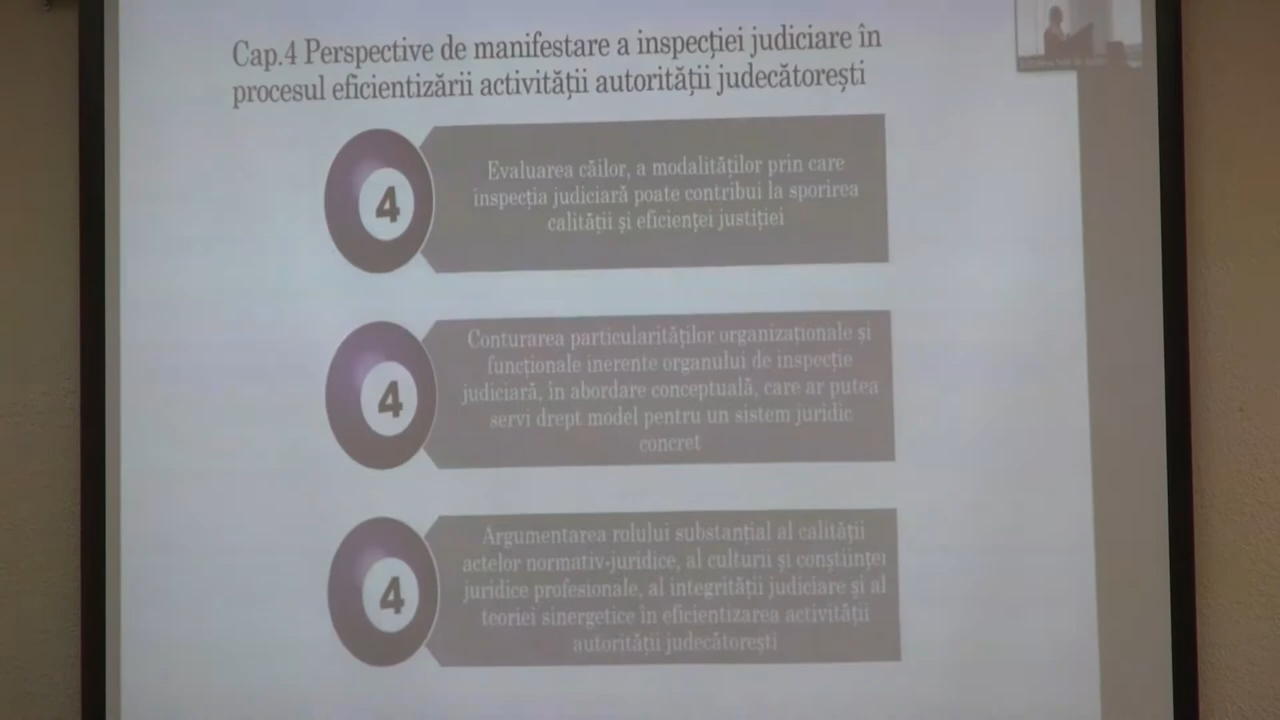 Cap.4 Perspective de manifestare a inspecției judiciare în
procesul eficientizării activității autorității judecătorești
4
Evaluarea căilor, a modalităților prin care
inspecția judiciară poate contribui la sporirea
calității și eficienței justiției
4
Conturarea particularităților organizaționale și
funcționale inerente organului de inspecție
judiciară, în abordare conceptuală, care ar putea
servi drept model pentru un sistem juridic
concret
4
Argumentarea rolului substanțial al calității
actelor normativ-juridice, al culturii și conștiinței
juridice profesionale, al integrității judiciare și al
teoriei sinergetice în eficientizarea activității
autorității judecătorești